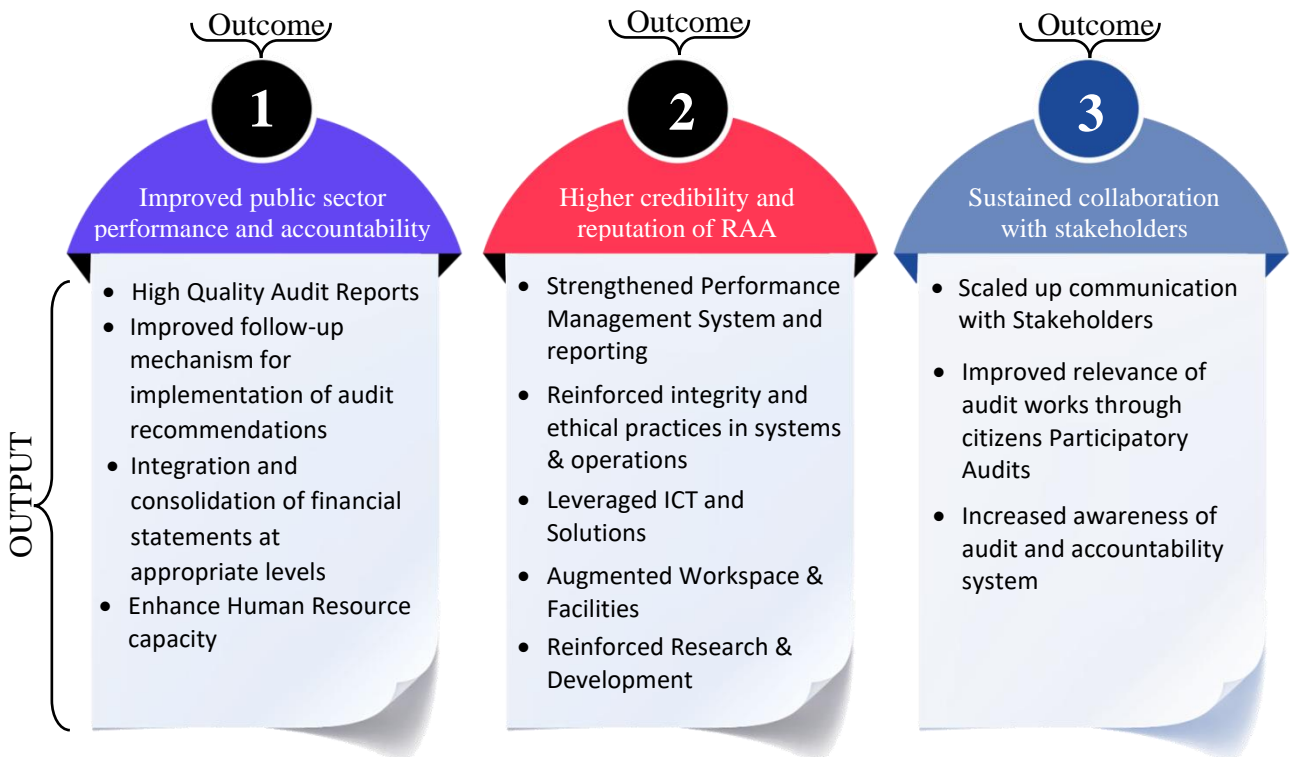 Outcome
1
Improved public sector
performance and accountability
• High Quality Audit Reports
• Improved follow-up
mechanism for
implementation of audit
recommendations
• Integration and
consolidation of financial
statements at
appropriate levels
• Enhance Human Resource
capacity
OUTPUT
Outcome
2
Higher credibility and
reputation of RAA
• Strengthened Performance
Management System and
reporting
• Reinforced integrity and
ethical practices in systems
& operations
• Leveraged ICT and
Solutions
• Augmented Workspace &
Facilities
• Reinforced Research &
Development
Outcome
3
Sustained collaboration
with stakeholders
• Scaled up communication
with Stakeholders
• Improved relevance of
audit works through
citizens Participatory
Audits
• Increased awareness of
audit and accountability
system